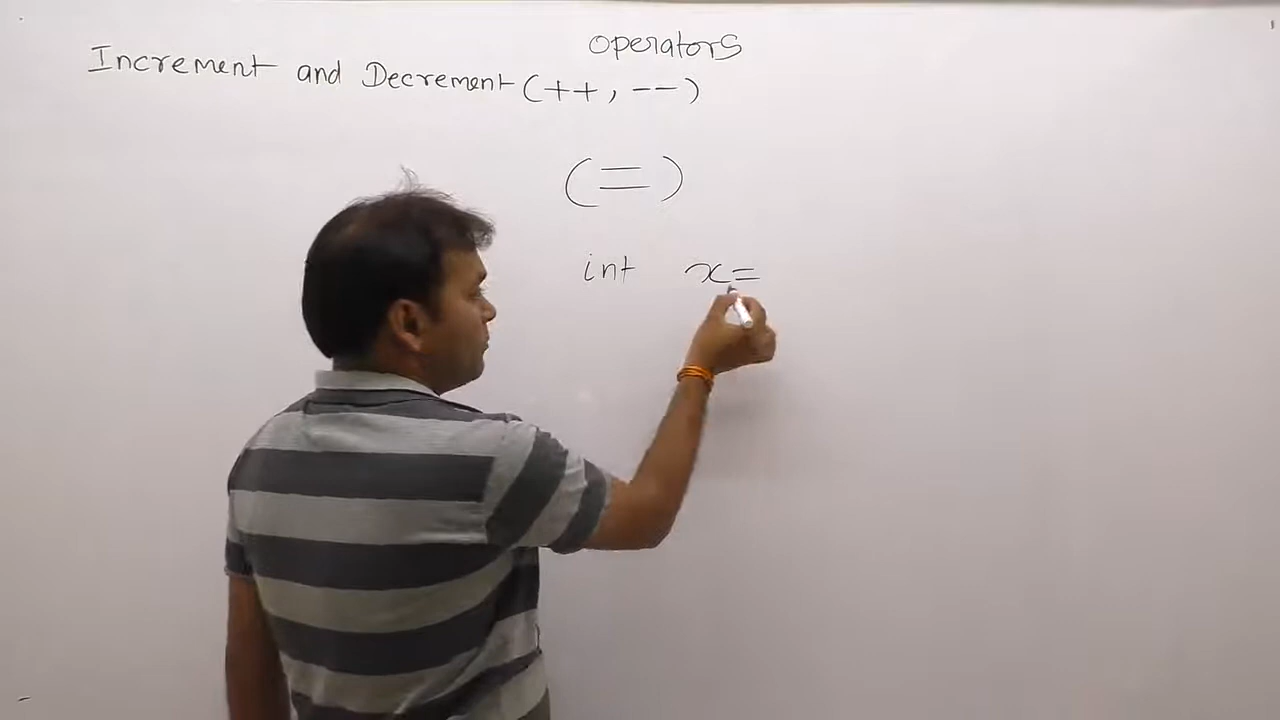 Operators
Increment and Decrement (++, --)
(=)
int x=